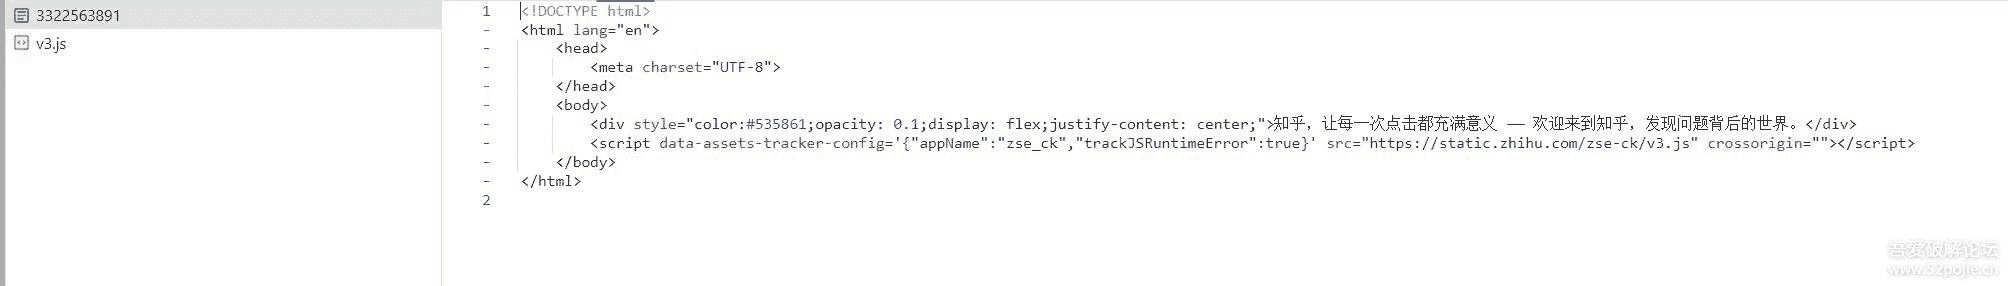 3322563891
v3.js
1 <!DOCTYPE html>
- <html lang="en">
- <head>
- <meta charset="UTF-8">
- </head>
- <body>
- <div style="color:#535861;opacity: 0.1;display: flex;justify-content: center;">知乎，让每一次点击都充满意义 —— 欢迎来到知乎，发现问题背后的世界。</div>
- <script data-assets-tracker-config='{"appName":"zse_ck","trackJSRuntimeError":true}' src="https://static.zhihu.com/zse-ck/v3.js" crossorigin=""></script>
- </body>
- </html>
2
吾爱破解论坛
www.52pojie.cn